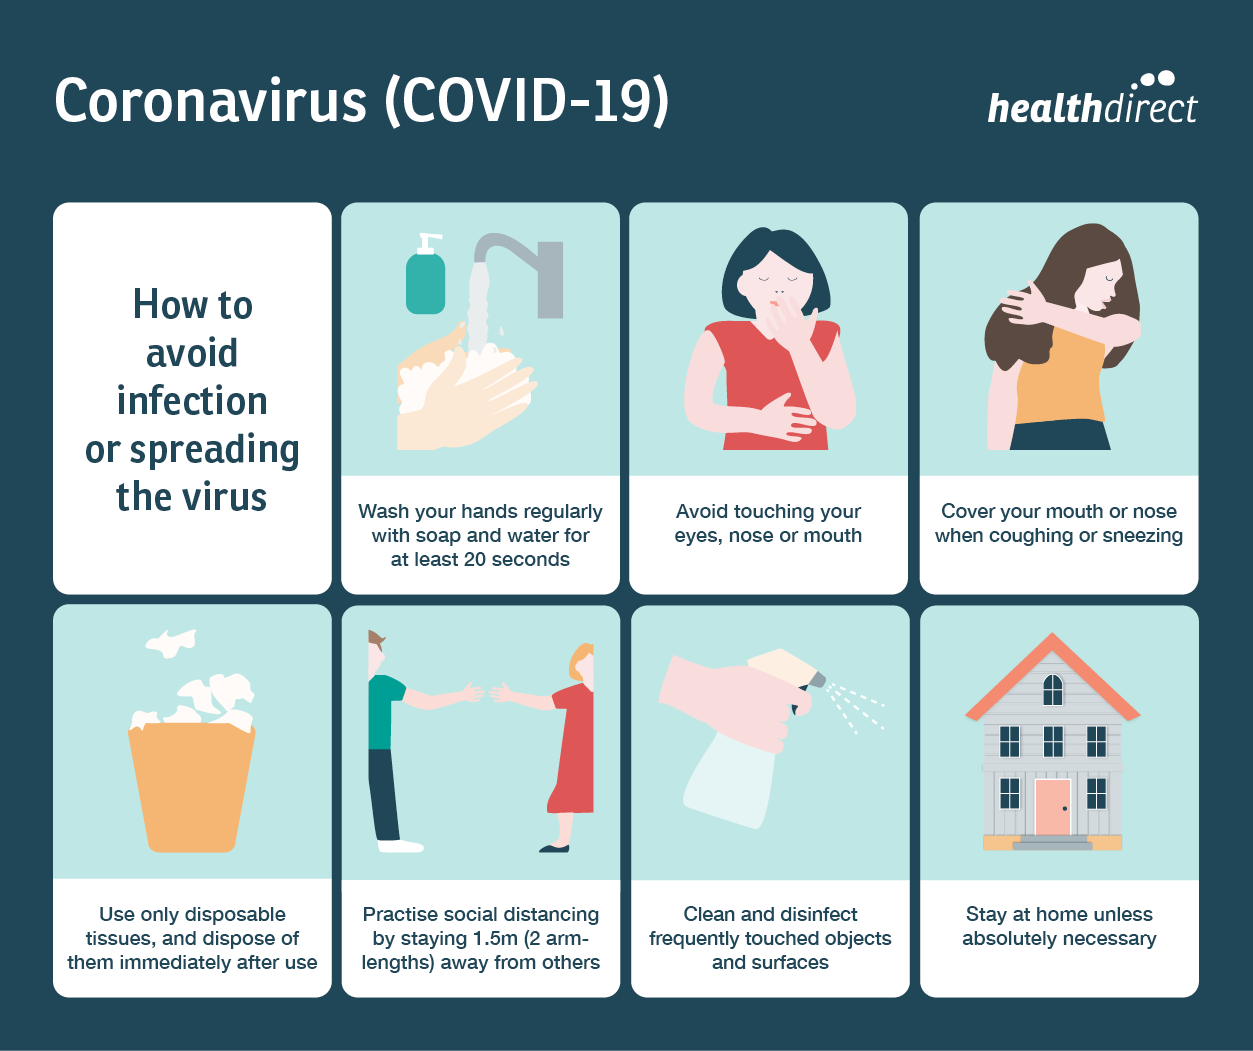 Coronavirus (COVID-19)
healthdirect
How to
avoid
infection
or spreading
the virus
Wash your hands regularly
with soap and water for
at least 20 seconds
Avoid touching your
eyes, nose or mouth
Cover your mouth or nose
when coughing or sneezing
Use only disposable
tissues, and dispose of
them immediately after use
Practise social distancing
by staying 1.5m (2 arm-
lengths) away from others
Clean and disinfect
frequently touched objects
and surfaces
Stay at home unless
absolutely necessary